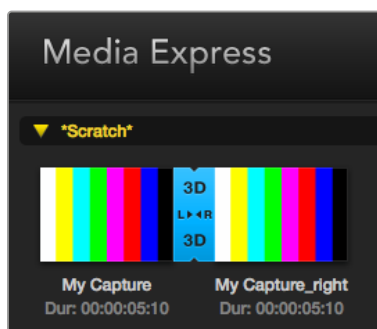 Media Express
*Scratch*
3D
L R
3D
My Capture My Capture_right
Dur: 00:00:05:10 Dur: 00:00:05:10